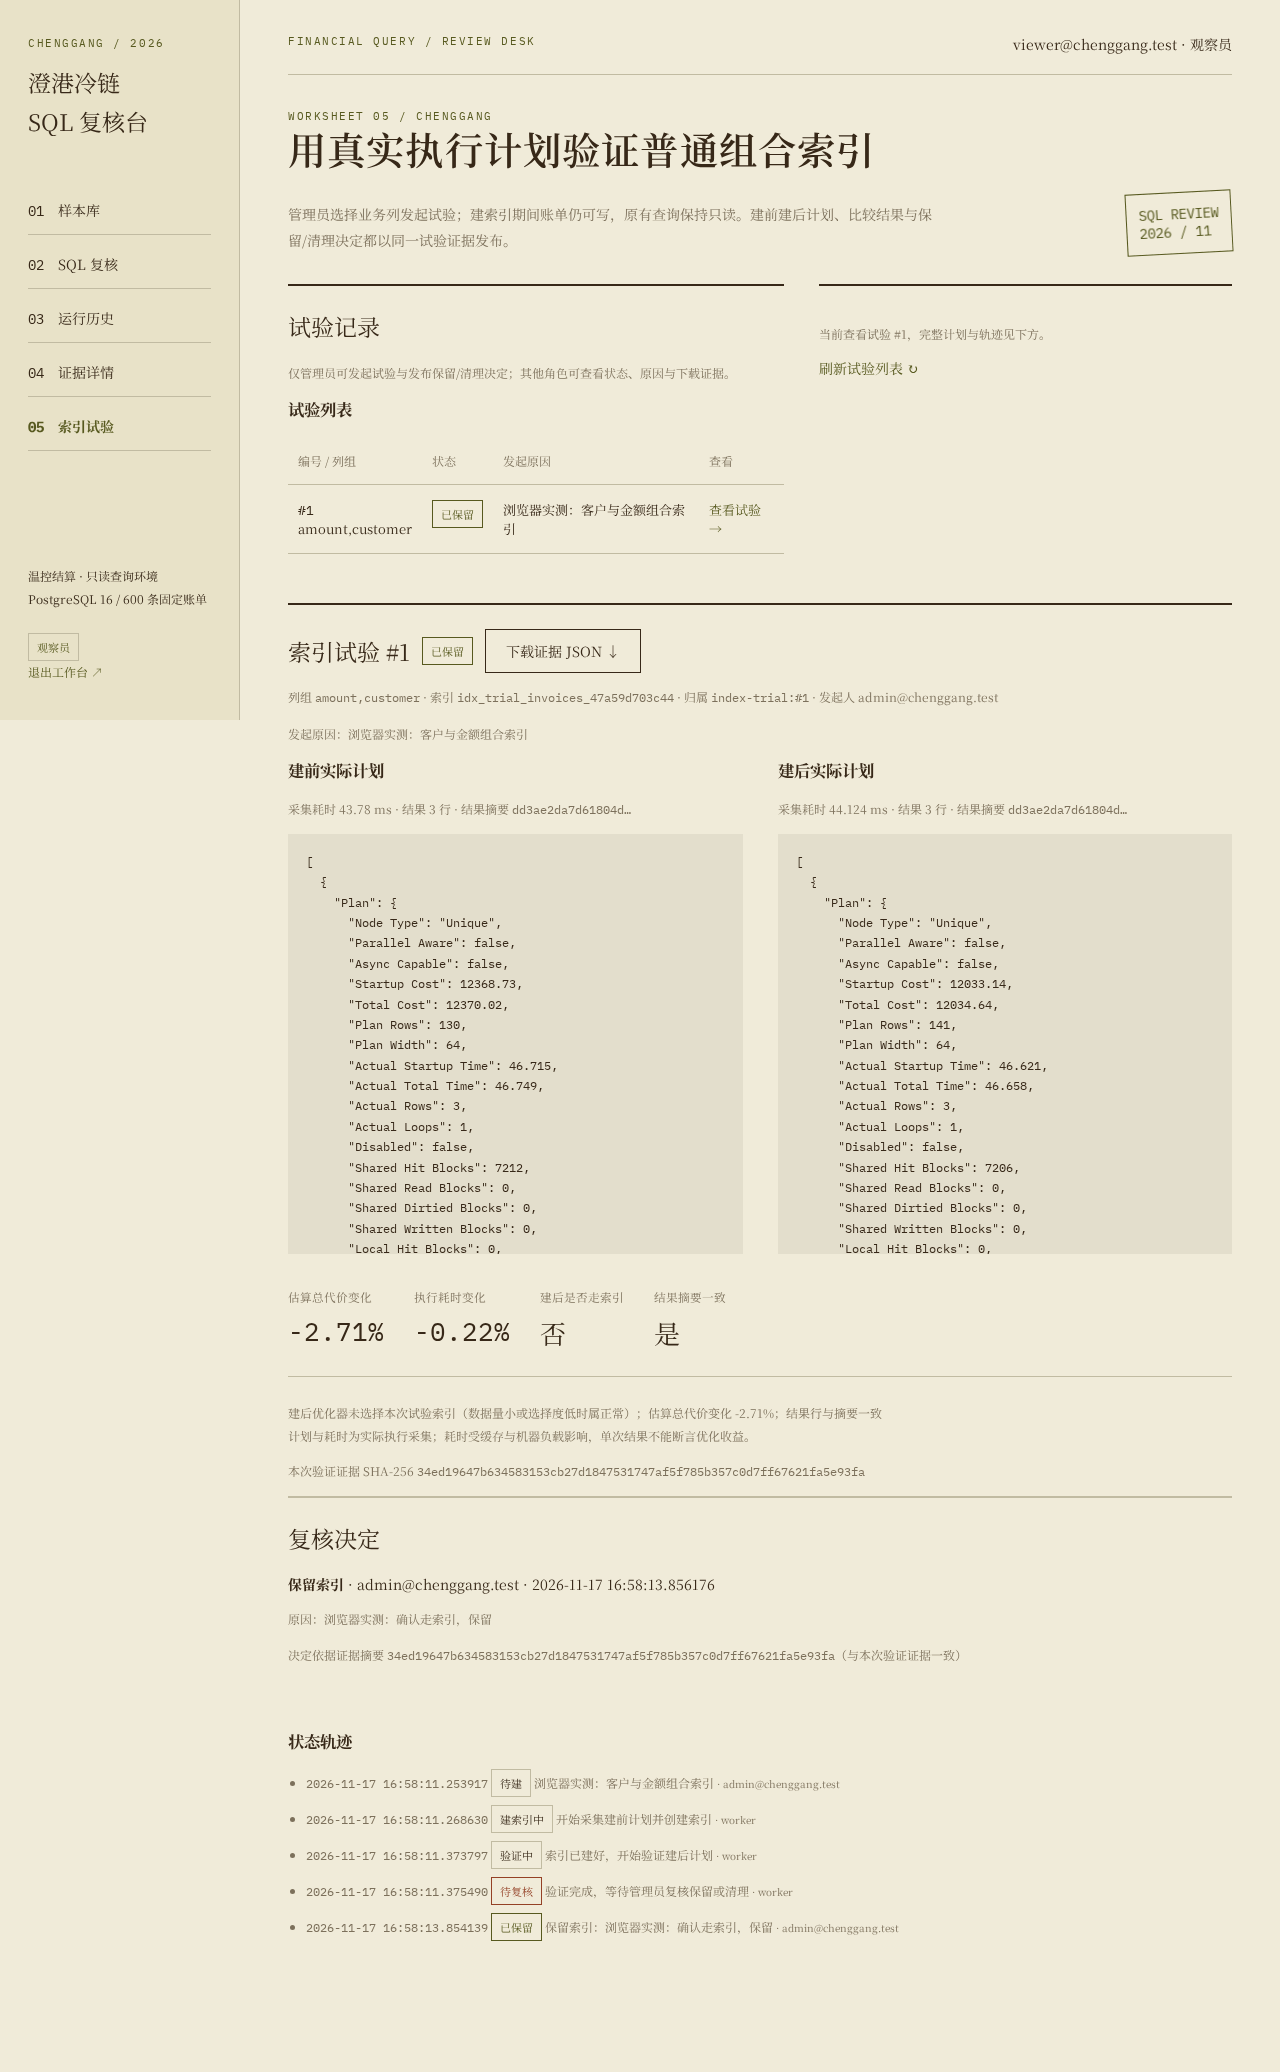 CHENGGANG / 2026
澄港冷链
SQL 复核台
01 样本库
02 SQL 复核
03 运行历史
04 证据详情
05 索引试验
温控结算 · 只读查询环境
PostgreSQL 16 / 600 条固定账单
观察员
退出工作台 ↗
FINANCIAL QUERY / REVIEW DESK
viewer@chenggang.test · 观察员
WORKSHEET 05 / CHENGGANG
用真实执行计划验证普通组合索引
管理员选择业务列发起试验；建索引期间账单仍可写，原有查询保持只读。建前建后计划、比较结果与保
留/清理决定都以同一试验证据发布。
SQL REVIEW
2026 / 11
试验记录
仅管理员可发起试验与发布保留/清理决定；其他角色可查看状态、原因与下载证据。
试验列表
编号 / 列组 状态 发起原因 查看
#1
amount,customer
已保留
浏览器实测：客户与金额组合索
引
查看试验
→
当前查看试验 #1，完整计划与轨迹见下方。
刷新试验列表 ↻
索引试验 #1 已保留 下载证据 JSON ↓
列组 amount,customer · 索引 idx_trial_invoices_47a59d703c44 · 归属 index-trial:#1 · 发起人 admin@chenggang.test
发起原因：浏览器实测：客户与金额组合索引
建前实际计划
采集耗时 43.78 ms · 结果 3 行 · 结果摘要 dd3ae2da7d61804d…
[
{
"Plan": {
"Node Type": "Unique",
"Parallel Aware": false,
"Async Capable": false,
"Startup Cost": 12368.73,
"Total Cost": 12370.02,
"Plan Rows": 130,
"Plan Width": 64,
"Actual Startup Time": 46.715,
"Actual Total Time": 46.749,
"Actual Rows": 3,
"Actual Loops": 1,
"Disabled": false,
"Shared Hit Blocks": 7212,
"Shared Read Blocks": 0,
"Shared Dirtied Blocks": 0,
"Shared Written Blocks": 0,
"Local Hit Blocks": 0,
建后实际计划
采集耗时 44.124 ms · 结果 3 行 · 结果摘要 dd3ae2da7d61804d…
[
{
"Plan": {
"Node Type": "Unique",
"Parallel Aware": false,
"Async Capable": false,
"Startup Cost": 12033.14,
"Total Cost": 12034.64,
"Plan Rows": 141,
"Plan Width": 64,
"Actual Startup Time": 46.621,
"Actual Total Time": 46.658,
"Actual Rows": 3,
"Actual Loops": 1,
"Disabled": false,
"Shared Hit Blocks": 7206,
"Shared Read Blocks": 0,
"Shared Dirtied Blocks": 0,
"Shared Written Blocks": 0,
"Local Hit Blocks": 0,
估算总代价变化 执行耗时变化 建后是否走索引 结果摘要一致
-2.71% -0.22% 否 是
建后优化器未选择本次试验索引（数据量小或选择度低时属正常）；估算总代价变化 -2.71%；结果行与摘要一致
计划与耗时为实际执行采集；耗时受缓存与机器负载影响，单次结果不能断言优化收益。
本次验证证据 SHA-256 34ed19647b634583153cb27d1847531747af5f785b357c0d7ff67621fa5e93fa
复核决定
保留索引 · admin@chenggang.test · 2026-11-17 16:58:13.856176
原因：浏览器实测：确认走索引，保留
决定依据证据摘要 34ed19647b634583153cb27d1847531747af5f785b357c0d7ff67621fa5e93fa（与本次验证证据一致）
状态轨迹
• 2026-11-17 16:58:11.253917 待建 浏览器实测：客户与金额组合索引 · admin@chenggang.test
• 2026-11-17 16:58:11.268630 建索引中 开始采集建前计划并创建索引 · worker
• 2026-11-17 16:58:11.373797 验证中 索引已建好，开始验证建后计划 · worker
• 2026-11-17 16:58:11.375490 待复核 验证完成，等待管理员复核保留或清理 · worker
• 2026-11-17 16:58:13.854139 已保留 保留索引：浏览器实测：确认走索引，保留 · admin@chenggang.test